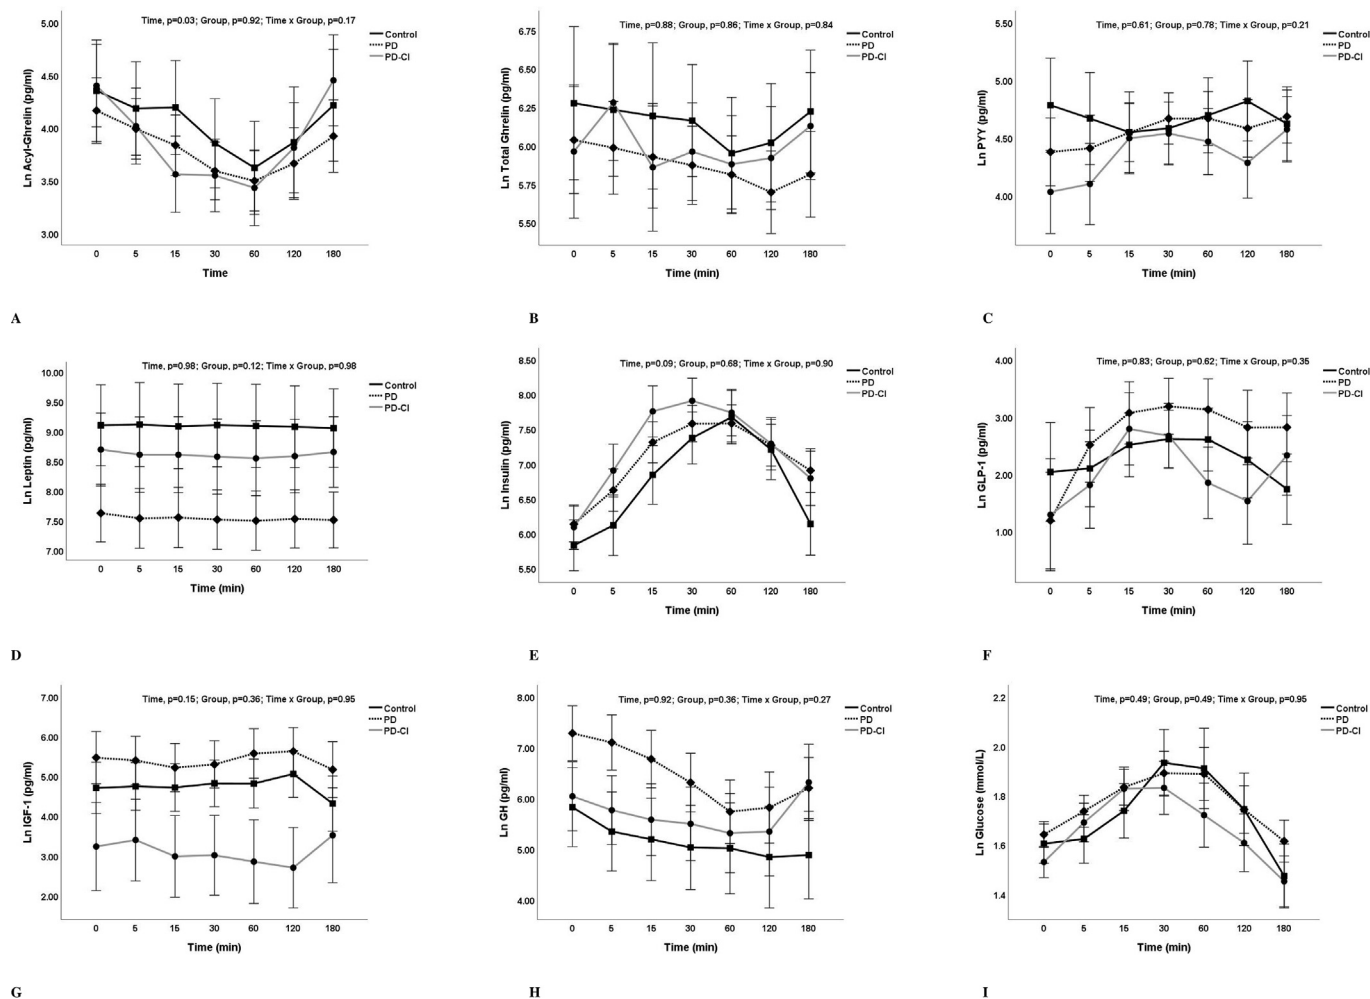 Time, p=0.03; Group, p=0.92; Time x Group, p=0.17
Control
PD
PD-CI
Ln Acyl-Ghrelin (pg/ml)
5.00
4.50
4.00
3.50
3.00
0 5 15 30 60 120 180
Time
A
Time, p=0.88; Group, p=0.86; Time x Group, p=0.84
Control
PD
PD-CI
Ln Total Ghrelin (pg/ml)
6.75
6.50
6.25
6.00
5.75
5.50
0 5 15 30 60 120 180
Time (min)
B
Time, p=0.61; Group, p=0.78; Time x Group, p=0.21
Control
PD
PD-CI
Ln PYY (pg/ml)
5.50
5.00
4.50
4.00
0 5 15 30 60 120 180
Time (min)
C
Time, p=0.98; Group, p=0.12; Time x Group, p=0.98
Control
PD
PD-CI
Ln Leptin (pg/ml)
10.00
9.50
9.00
8.50
8.00
7.50
7.00
0 5 15 30 60 120 180
Time (min)
D
Time, p=0.09; Group, p=0.68; Time x Group, p=0.90
Control
PD
PD-CI
Ln Insulin (pg/ml)
8.50
8.00
7.50
7.00
6.50
6.00
5.50
0 5 15 30 60 120 180
Time (min)
E
Time, p=0.83; Group, p=0.62; Time x Group, p=0.35
Control
PD
PD-CI
Ln GLP-1 (pg/ml)
4.00
3.00
2.00
1.00
0 5 15 30 60 120 180
Time (min)
F
Time, p=0.15; Group, p=0.36; Time x Group, p=0.95
Control
PD
PD-CI
Ln IGF-1 (pg/ml)
7.00
6.00
5.00
4.00
3.00
2.00
0 5 15 30 60 120 180
Time (min)
G
Time, p=0.92; Group, p=0.36; Time x Group, p=0.27
Control
PD
PD-CI
Ln GH (pg/ml)
8.00
7.00
6.00
5.00
4.00
0 5 15 30 60 120 180
Time (min)
H
Time, p=0.49; Group, p=0.49; Time x Group, p=0.95
Control
PD
PD-CI
Ln Glucose (mmol/L)
2.2
2.0
1.8
1.6
1.4
0 5 15 30 60 120 180
Time (min)
I